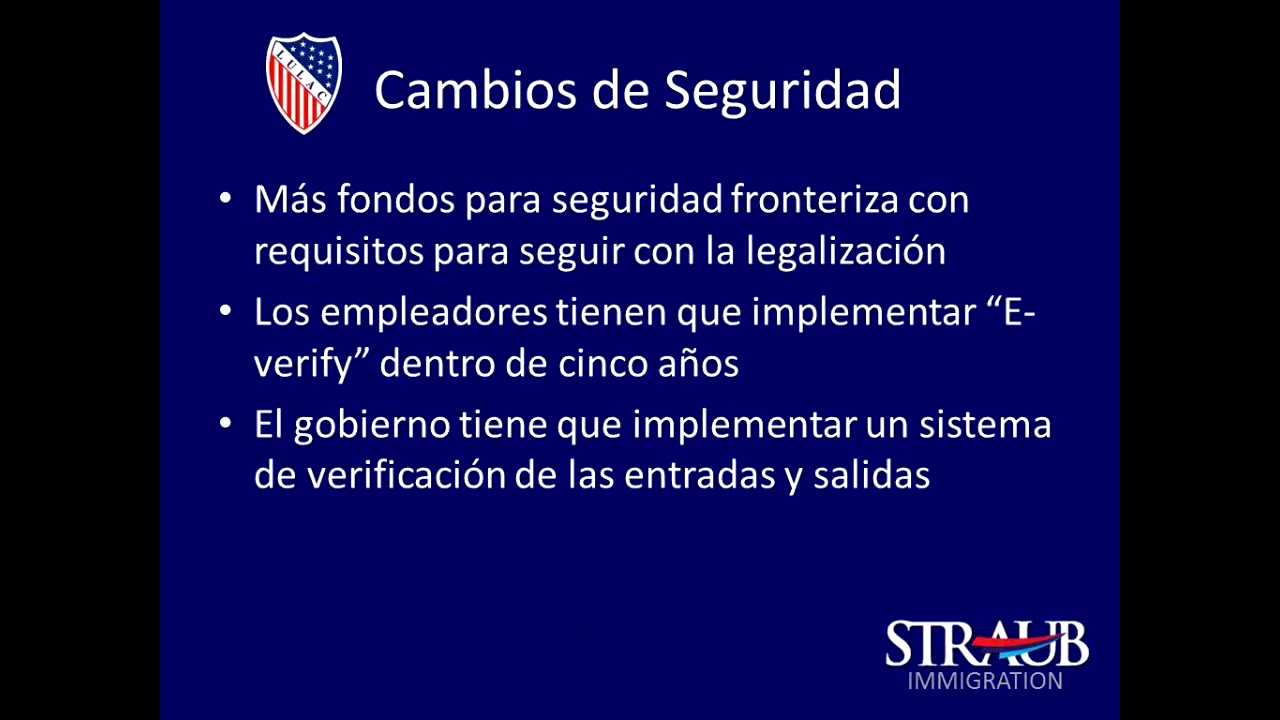 LULAC
Cambios de Seguridad
• Más fondos para seguridad fronteriza con
requisitos para seguir con la legalización
• Los empleadores tienen que implementar “E-
verify” dentro de cinco años
• El gobierno tiene que implementar un sistema
de verificación de las entradas y salidas
STRAUB
IMMIGRATION